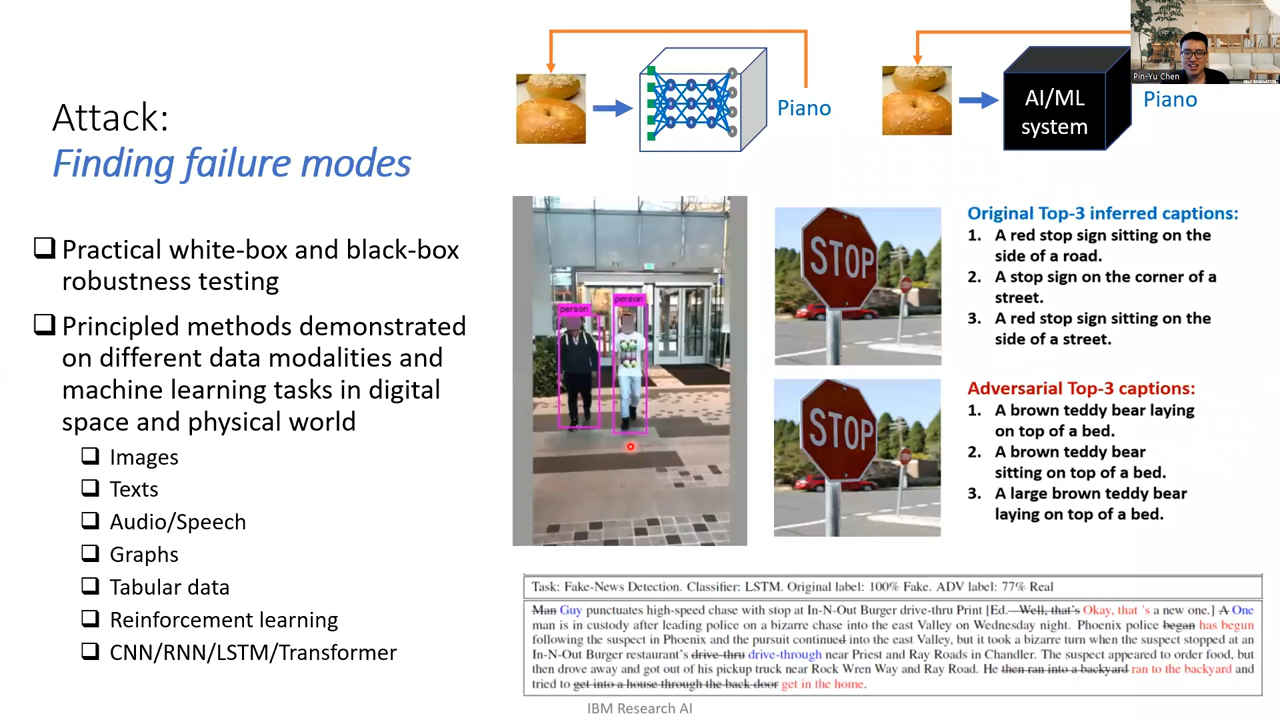 Attack:
Finding failure modes
Practical white-box and black-box
robustness testing
Principled methods demonstrated
on different data modalities and
machine learning tasks in digital
space and physical world
Images
Texts
Audio/Speech
Graphs
Tabular data
Reinforcement learning
CNN/RNN/LSTM/Transformer
Piano
AI/ML
system
Piano
Pin-Yu Chen
person
person
STOP
Original Top-3 inferred captions:
1. A red stop sign sitting on the
side of a road.
2. A stop sign on the corner of a
street.
3. A red stop sign sitting on the
side of a street.
STOP
Adversarial Top-3 captions:
1. A brown teddy bear laying
on top of a bed.
2. A brown teddy bear
sitting on top of a bed.
3. A large brown teddy bear
laying on top of a bed.
Task: Fake-News Detection. Classifier: LSTM. Original label: 100% Fake. ADV label: 77% Real
Man Guy punctuates high-speed chase with stop at In-N-Out Burger drive-thru Print [Ed. Well, that's Okay, that 's a new one.] A One
man is in custody after leading police on a bizarre chase into the east Valley on Wednesday night. Phoenix police began has begun
following the suspect in Phoenix and the pursuit continued into the east Valley, but it took a bizarre turn when the suspect stopped at an
In-N-Out Burger restaurant's drive-thru drive-through near Priest and Ray Roads in Chandler. The suspect appeared to order food, but
then drove away and got out of his pickup truck near Rock Wren Way and Ray Road. He then ran into a backyard ran to the backyard and
tried to get into a house through the back door get in the home.
IBM Research AI